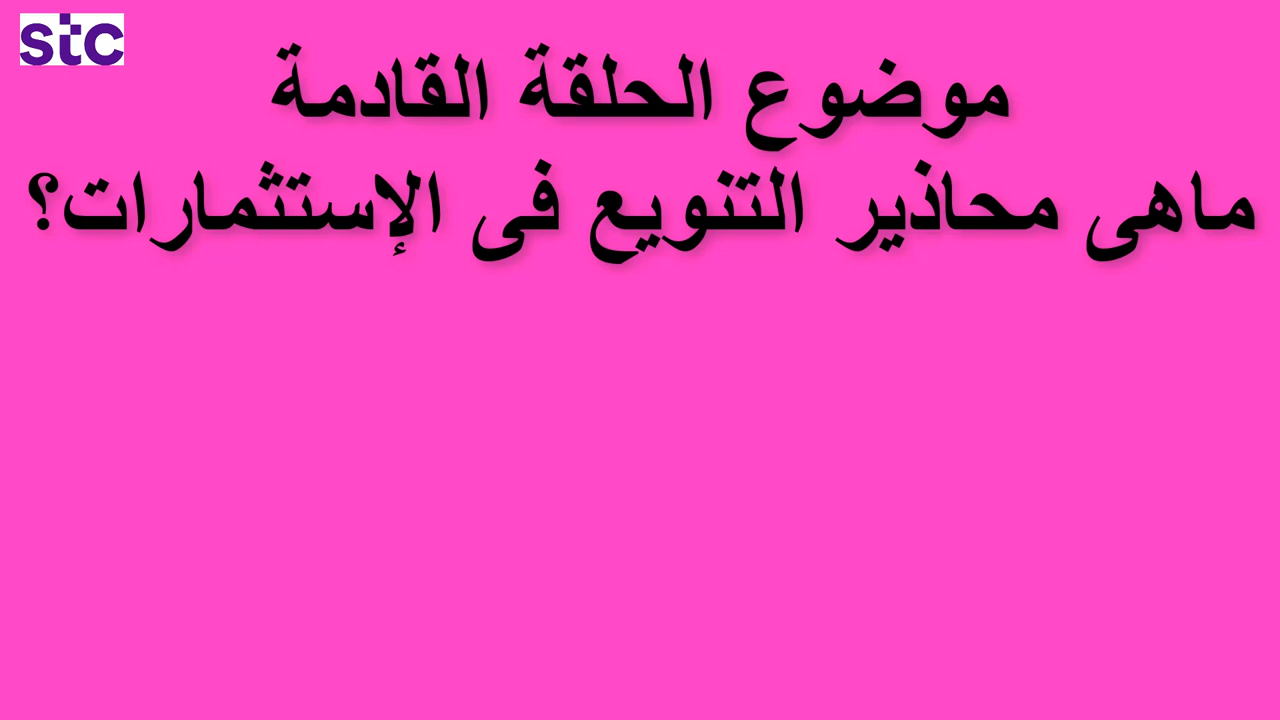 stc
موضوع الحلقة القادمة
ماهى محاذير التنويع فى الإستثمارات؟